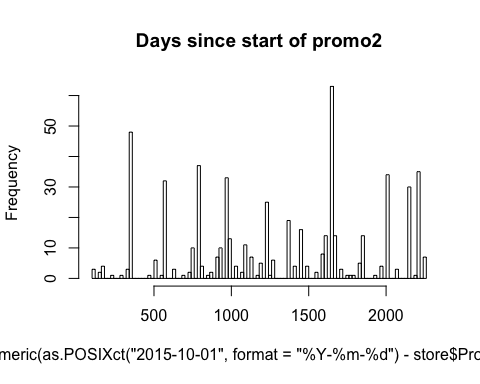 Days since start of promo2
Frequency
0
10
30
50
500
1000
1500
2000
meric(as.POSIXct("2015-10-01", format = "%Y-%m-%d") - store$Pro